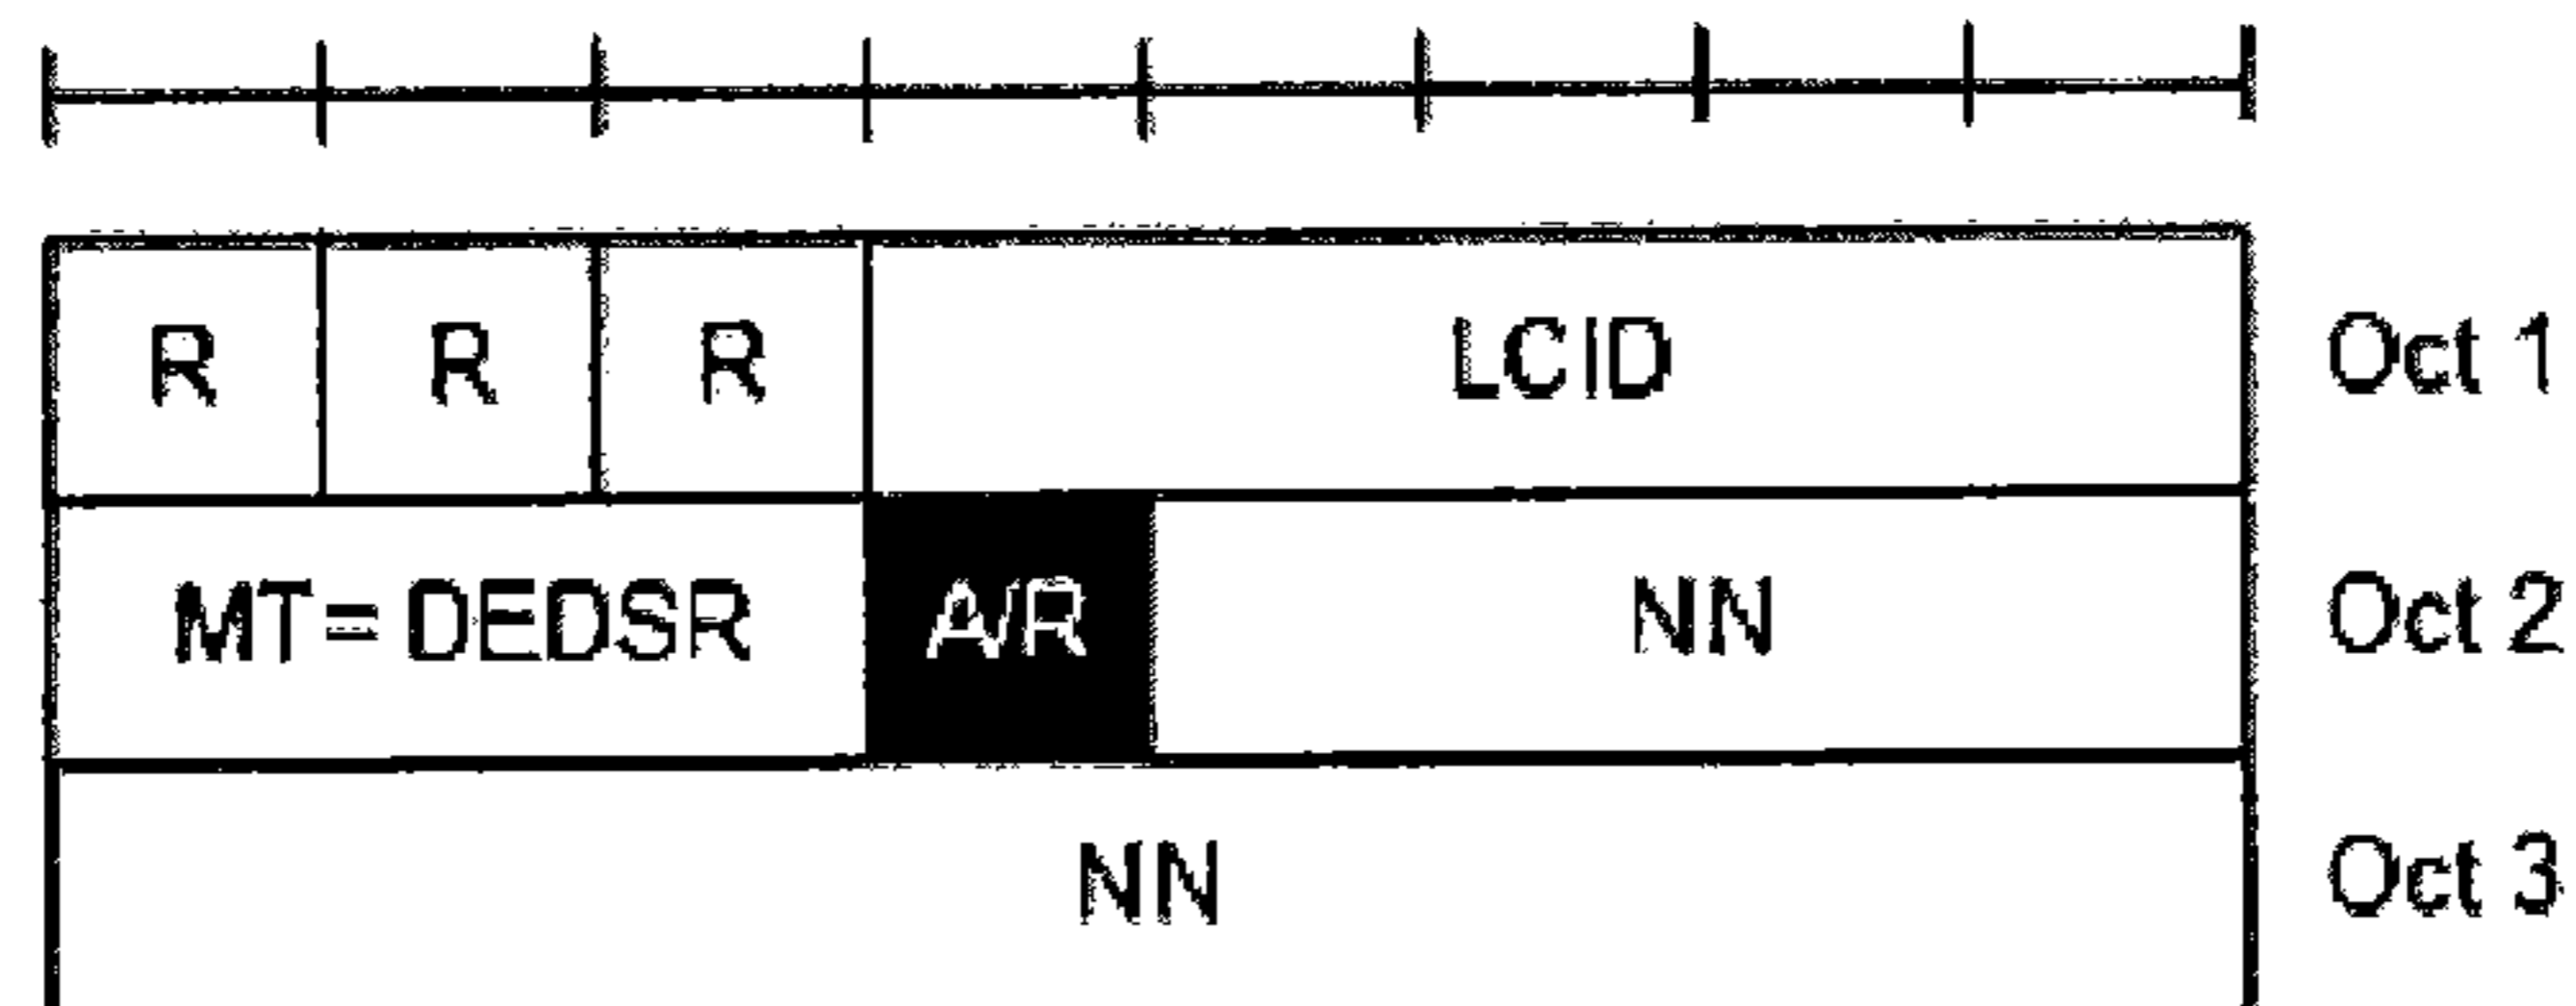 R R R LCID Oct 1
MT= DEDSR A/R NN Oct 2
NN Oct 3